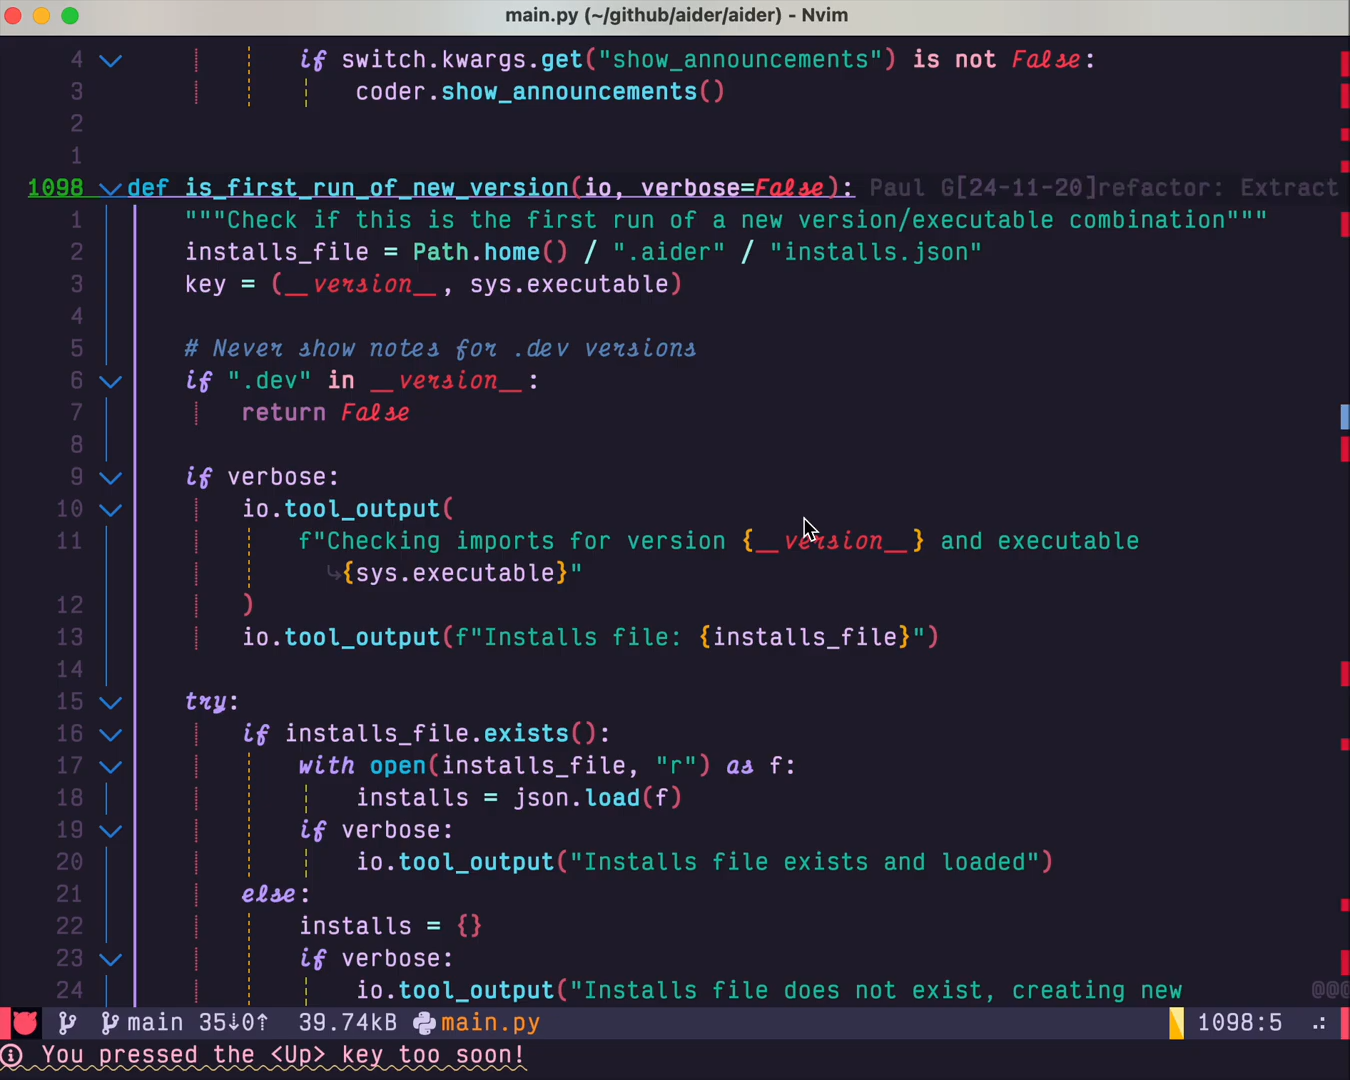 main.py (~/github/aider/aider) - Nvim
4 if switch.kwargs.get("show_announcements") is not False:
3 coder.show_announcements()
2
1
1098 def is_first_run_of_new_version(io, verbose=False): Paul G[24-11-20]refactor: Extract
1 """Check if this is the first run of a new version/executable combination"""
2 installs_file = Path.home() / ".aider" / "installs.json"
3 key = (__version__, sys.executable)
4
5 # Never show notes for .dev versions
6 if ".dev" in __version__:
7 return False
8
9 if verbose:
10 io.tool_output(
11 f"Checking imports for version {__version__} and executable
↪{sys.executable}"
12 )
13 io.tool_output(f"Installs file: {installs_file}")
14
15 try:
16 if installs_file.exists():
17 with open(installs_file, "r") as f:
18 installs = json.load(f)
19 if verbose:
20 io.tool_output("Installs file exists and loaded")
21 else:
22 installs = {}
23 if verbose:
24 io.tool_output("Installs file does not exist, creating new @@@
main 35↓0↑ 39.74kB main.py 1098:5
You pressed the <Up> key too soon!